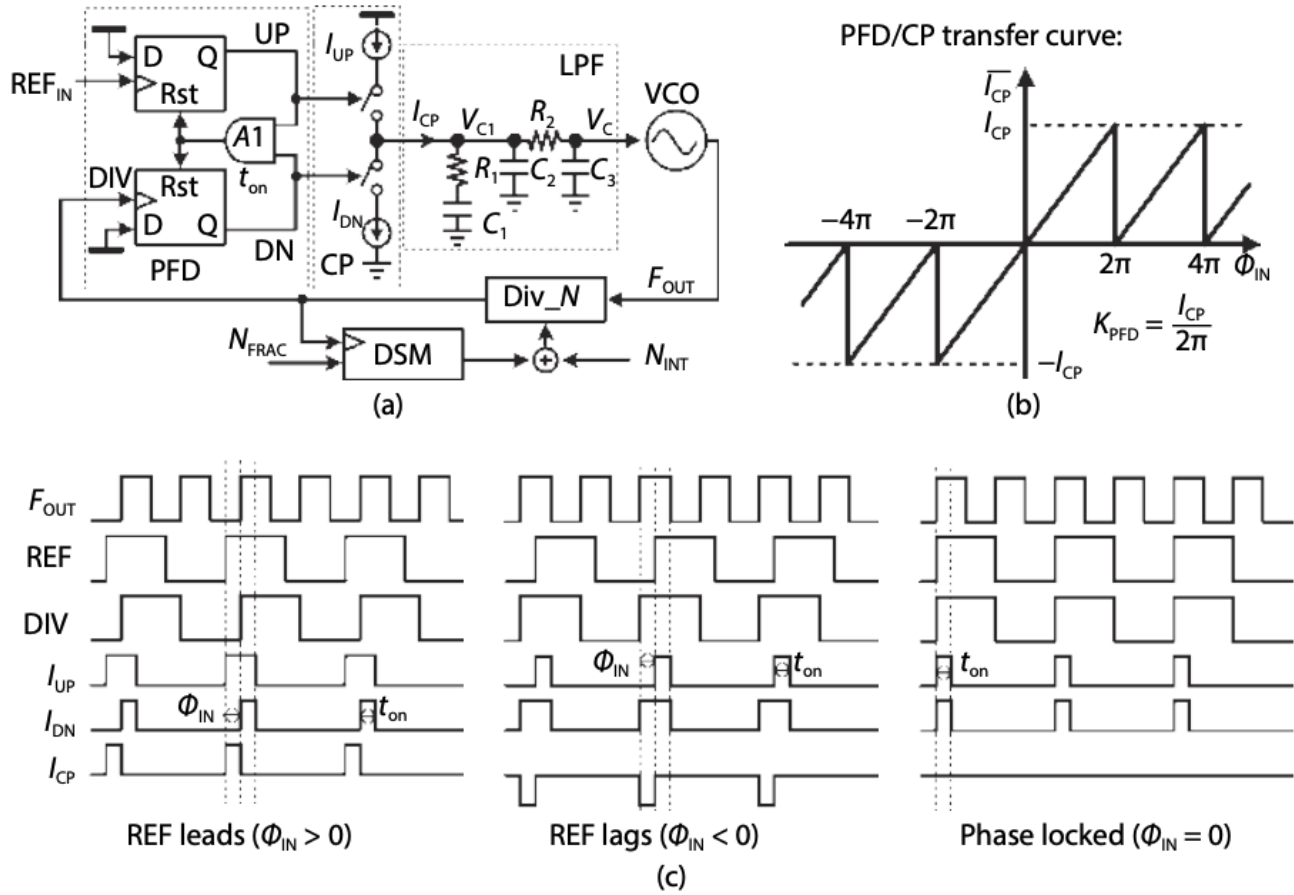 D Q UP
REF_IN
Rst
A1
t_on
DIV
Rst
D Q
DN
PFD
I_UP
I_DN
CP
LPF
I_CP V_C1 R_2 V_C
VCO
R_1 C_2 C_3
C_1
Div_N
F_OUT
N_FRAC
DSM
+
N_INT
(a)
PFD/CP transfer curve:
I̅_CP
I_CP
−4π −2π
2π 4π Φ_IN
K_PFD = I_CP / 2π
−I_CP
(b)
F_OUT
REF
DIV
I_UP
I_DN
I_CP
Φ_IN t_on
REF leads (Φ_IN > 0)
Φ_IN t_on
REF lags (Φ_IN < 0)
t_on
Phase locked (Φ_IN = 0)
(c)